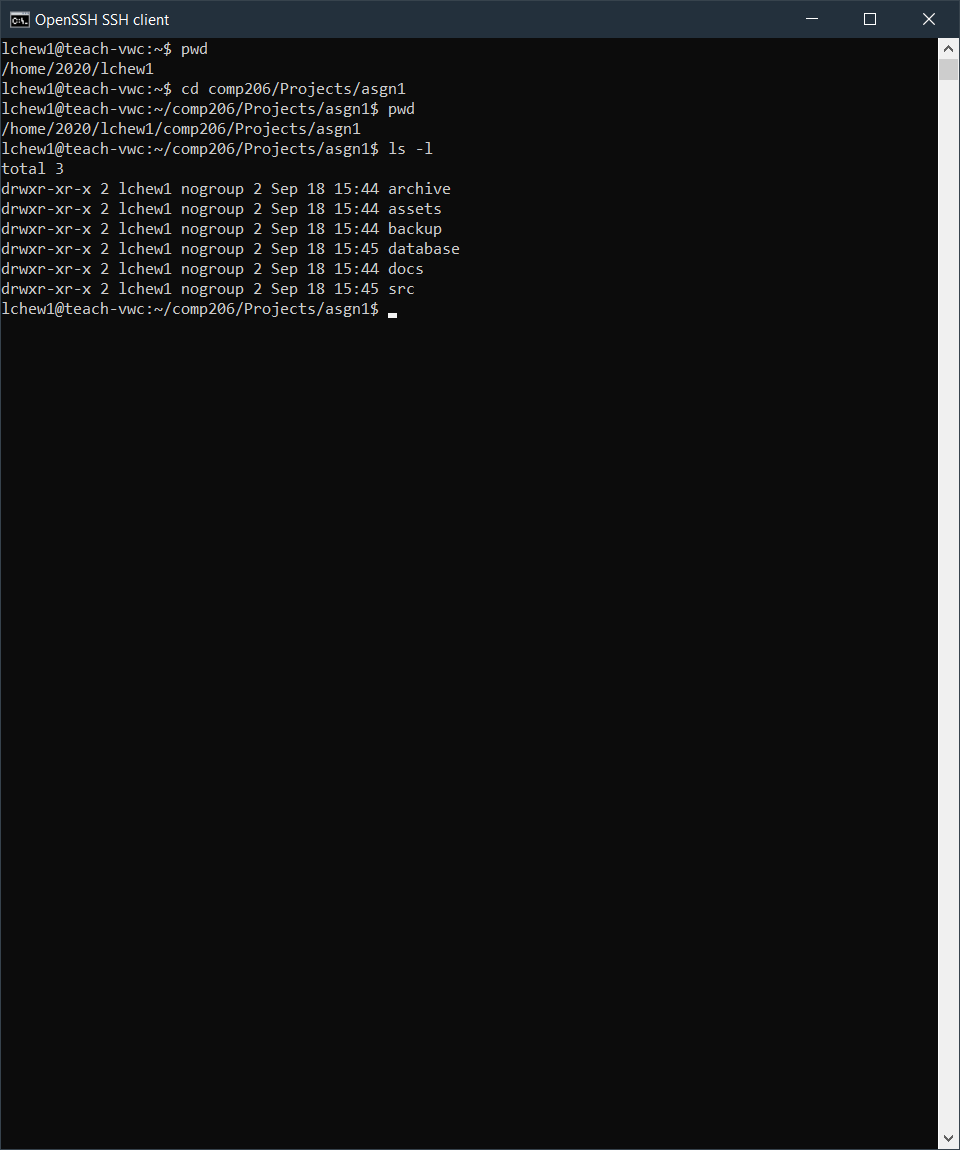 OpenSSH SSH client
lchew1@teach-vwc:~$ pwd
/home/2020/lchew1
lchew1@teach-vwc:~$ cd comp206/Projects/asgn1
lchew1@teach-vwc:~/comp206/Projects/asgn1$ pwd
/home/2020/lchew1/comp206/Projects/asgn1
lchew1@teach-vwc:~/comp206/Projects/asgn1$ ls -l
total 3
drwxr-xr-x 2 lchew1 nogroup 2 Sep 18 15:44 archive
drwxr-xr-x 2 lchew1 nogroup 2 Sep 18 15:44 assets
drwxr-xr-x 2 lchew1 nogroup 2 Sep 18 15:44 backup
drwxr-xr-x 2 lchew1 nogroup 2 Sep 18 15:45 database
drwxr-xr-x 2 lchew1 nogroup 2 Sep 18 15:44 docs
drwxr-xr-x 2 lchew1 nogroup 2 Sep 18 15:45 src
lchew1@teach-vwc:~/comp206/Projects/asgn1$